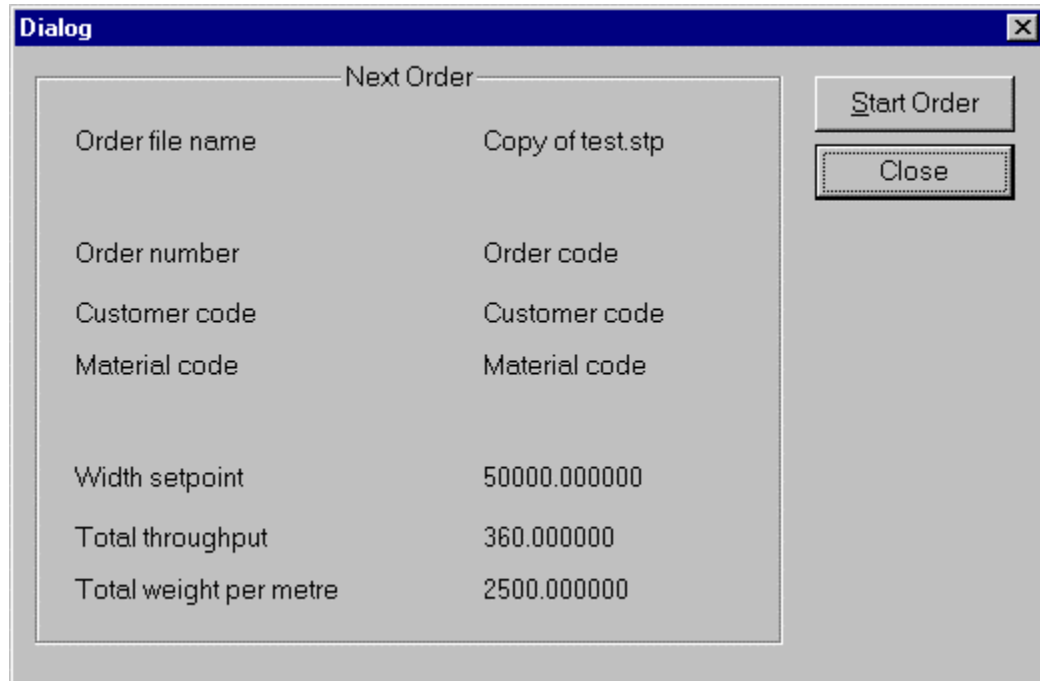 Dialog
Next Order
Order file name Copy of test.stp
Order number Order code
Customer code Customer code
Material code Material code
Width setpoint 50000.000000
Total throughput 360.000000
Total weight per metre 2500.000000
Start Order
Close